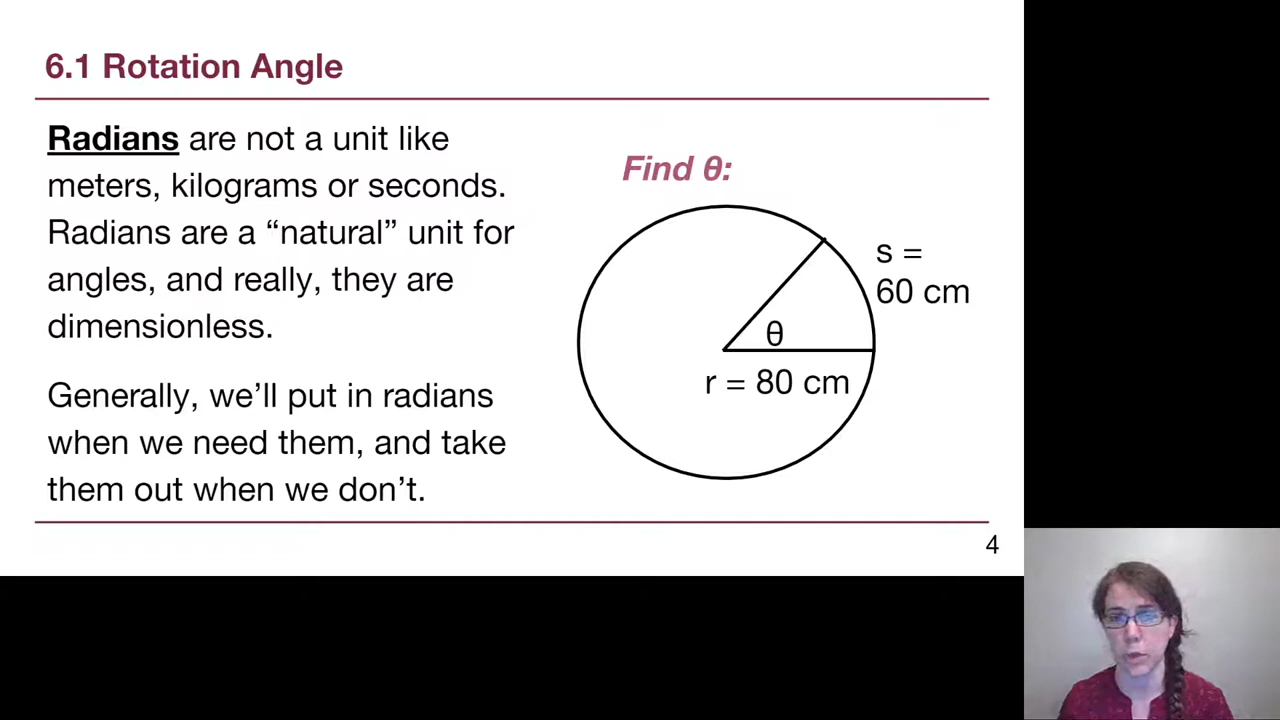 6.1 Rotation Angle
Radians are not a unit like
meters, kilograms or seconds.
Radians are a “natural” unit for
angles, and really, they are
dimensionless.
Generally, we’ll put in radians
when we need them, and take
them out when we don’t.
Find θ:
s =
60 cm
θ
r = 80 cm
4